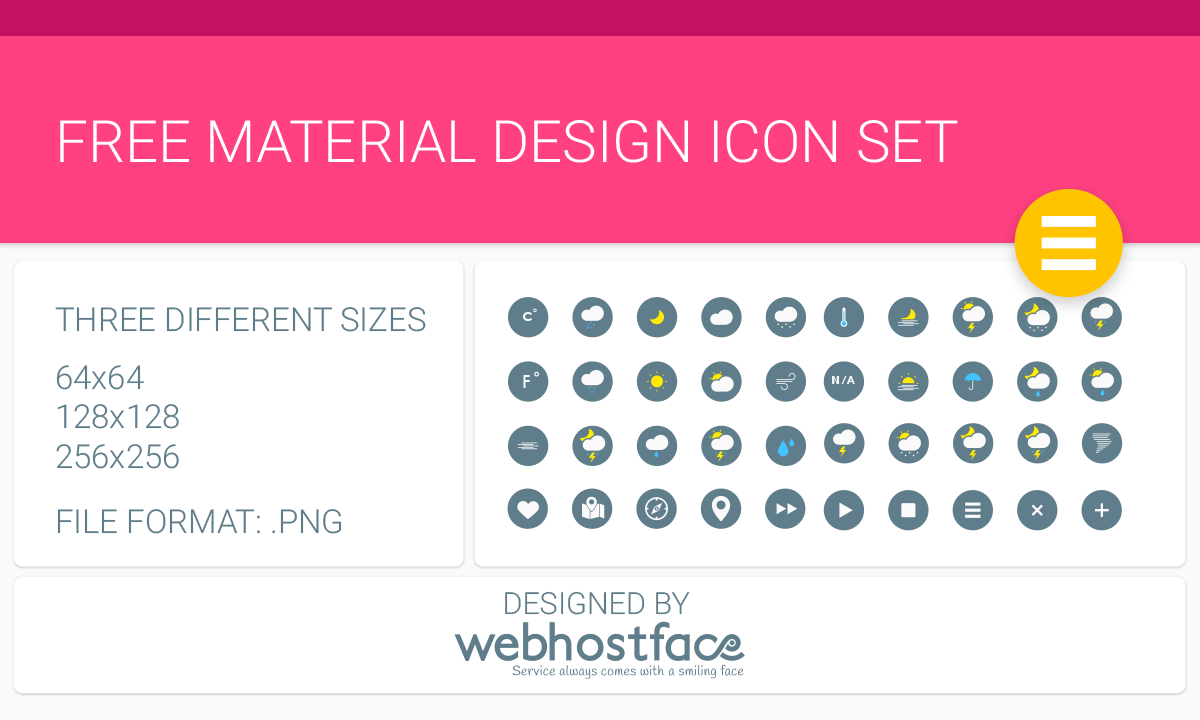 FREE MATERIAL DESIGN ICON SET
THREE DIFFERENT SIZES
64x64
128x128
256x256
FILE FORMAT: .PNG
C°
F°
N/A
DESIGNED BY
webhostface
Service always comes with a smiling face